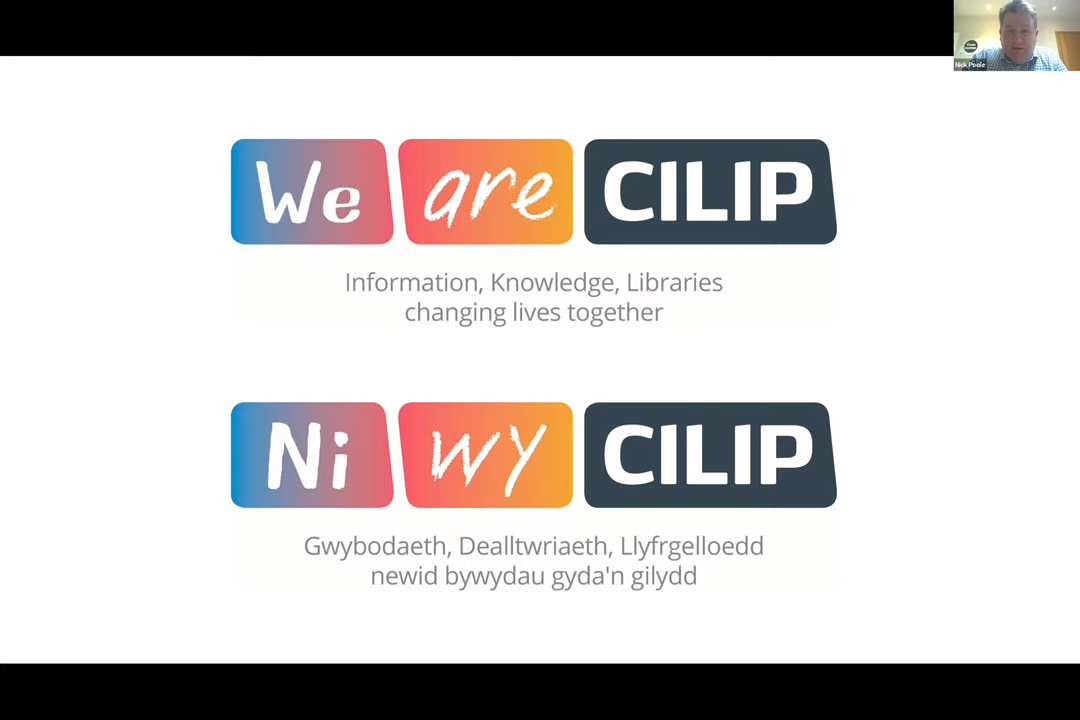 Nick Poole
We are CILIP
Information, Knowledge, Libraries
changing lives together
Ni wy CILIP
Gwybodaeth, Dealltwriaeth, Llyfrgelloedd
newid bywydau gyda'n gilydd